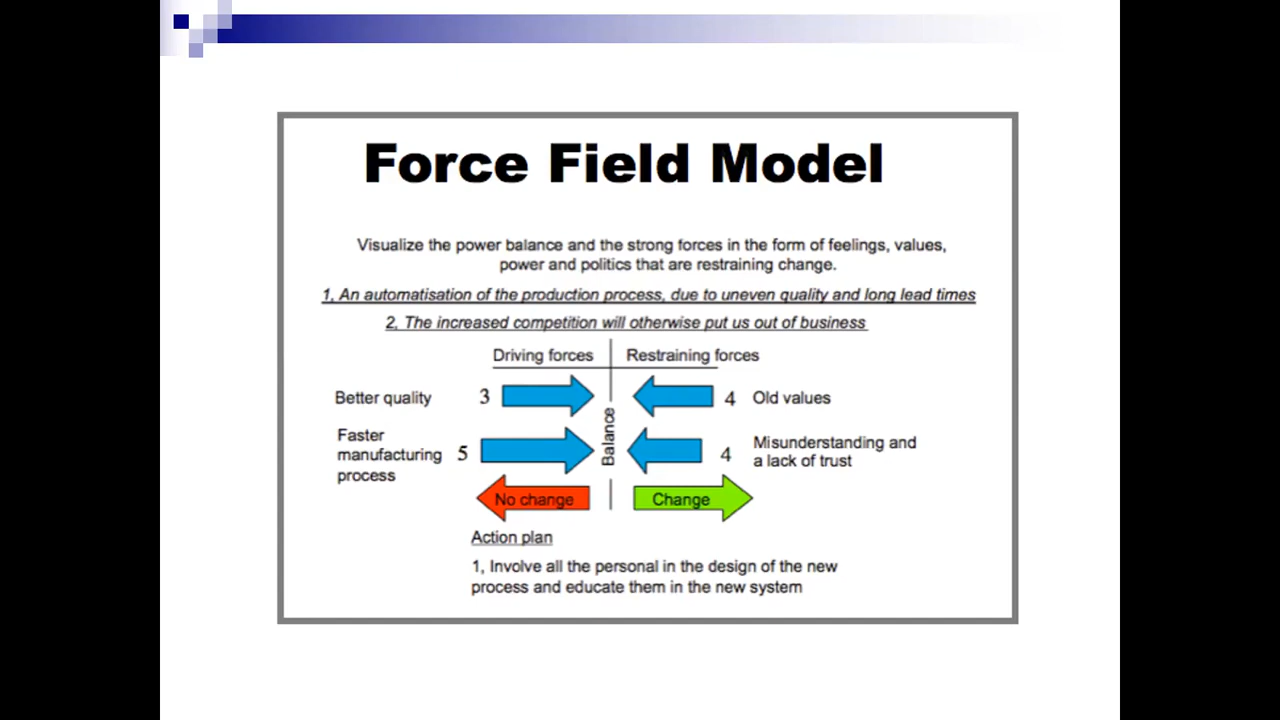 Force Field Model
Visualize the power balance and the strong forces in the form of feelings, values,
power and politics that are restraining change.
1, An automatisation of the production process, due to uneven quality and long lead times
2, The increased competition will otherwise put us out of business
Driving forces
Restraining forces
Better quality
3
4
Old values
Balance
Faster
manufacturing
process
5
4
Misunderstanding and
a lack of trust
No change
Change
Action plan
1, Involve all the personal in the design of the new
process and educate them in the new system